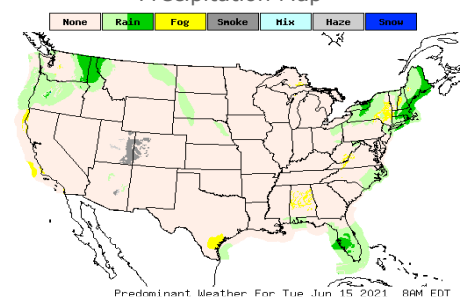 Precipitation Map
None Rain Fog Smoke Mix Haze Snow
Predominant Weather For Tue Jun 15 2021 8AM EDT